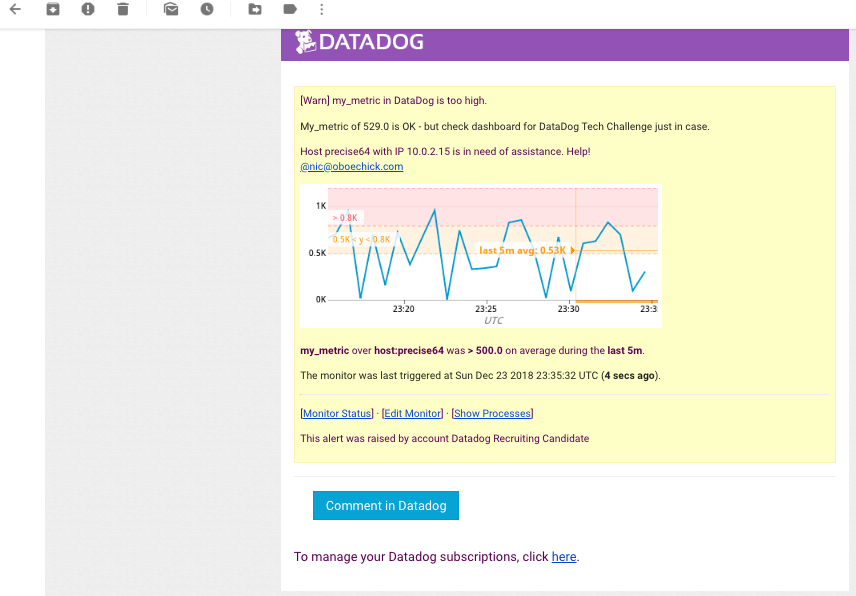 DATADOG
[Warn] my_metric in DataDog is too high.
My_metric of 529.0 is OK - but check dashboard for DataDog Tech Challenge just in case.
Host precise64 with IP 10.0.2.15 is in need of assistance. Help!
@nic@oboechick.com
1K
> 0.8K
0.5K < y < 0.8K
last 5m avg: 0.53K
0.5K
0K
23:20 23:25 23:30 23:3
UTC
my_metric over host:precise64 was > 500.0 on average during the last 5m.
The monitor was last triggered at Sun Dec 23 2018 23:35:32 UTC (4 secs ago).
[Monitor Status] · [Edit Monitor] · [Show Processes]
This alert was raised by account Datadog Recruiting Candidate
Comment in Datadog
To manage your Datadog subscriptions, click here.